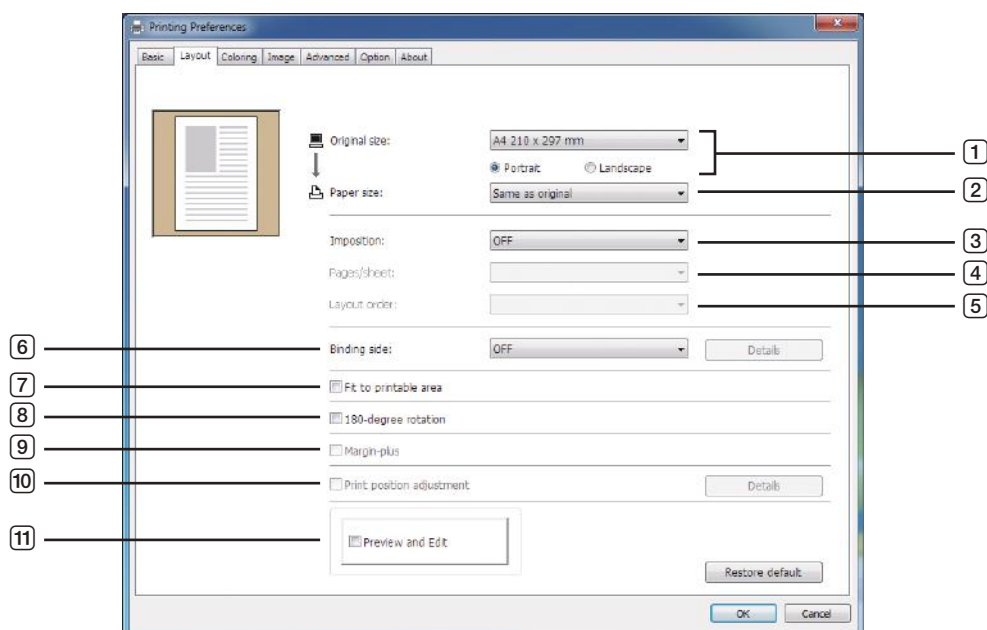 Printing Preferences
Basic Layout Coloring Image Advanced Option About
Original size: A4 210 x 297 mm 1
Portrait Landscape
Paper size: Same as original 2
Imposition: OFF 3
Pages/sheet: 4
Layout order: 5
6 Binding side: OFF Details
7 Fit to printable area
8 180-degree rotation
9 Margin-plus
10 Print position adjustment Details
11 Preview and Edit
Restore default
OK Cancel